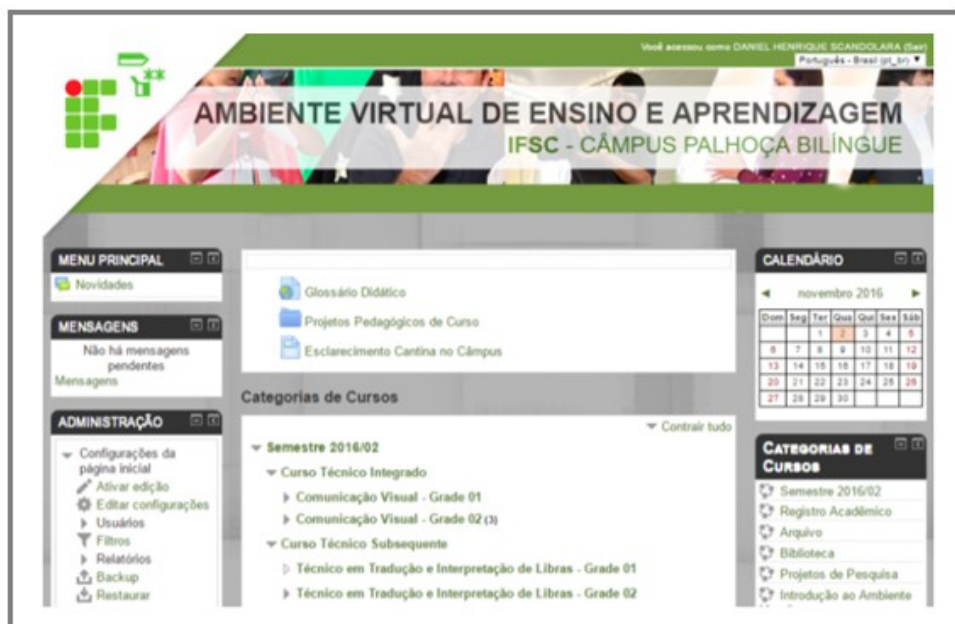 Você acessou como DANIEL HENRIQUE SCANDOLARA (Sair)
Português - Brasil (pt_br) ▼
AMBIENTE VIRTUAL DE ENSINO E APRENDIZAGEM
IFSC - CÂMPUS PALHOÇA BILÍNGUE
MENU PRINCIPAL
Novidades
MENSAGENS
Não há mensagens
pendentes
Mensagens
ADMINISTRAÇÃO
Configurações da
página inicial
Ativar edição
Editar configurações
Usuários
Filtros
Relatórios
Backup
Restaurar
Glossário Didático
Projetos Pedagógicos de Curso
Esclarecimento Cantina no Câmpus
Categorias de Cursos
Contrair tudo
Semestre 2016/02
Curso Técnico Integrado
Comunicação Visual - Grade 01
Comunicação Visual - Grade 02 (3)
Curso Técnico Subsequente
Técnico em Tradução e Interpretação de Libras - Grade 01
Técnico em Tradução e Interpretação de Libras - Grade 02
CALENDÁRIO
◄ novembro 2016 ►
Dom Seg Ter Qua Qui Sex Sáb
1 2 3 4 5
6 7 8 9 10 11 12
13 14 15 16 17 18 19
20 21 22 23 24 25 26
27 28 29 30
CATEGORIAS DE
CURSOS
Semestre 2016/02
Registro Acadêmico
Arquivo
Biblioteca
Projetos de Pesquisa
Introdução ao Ambiente